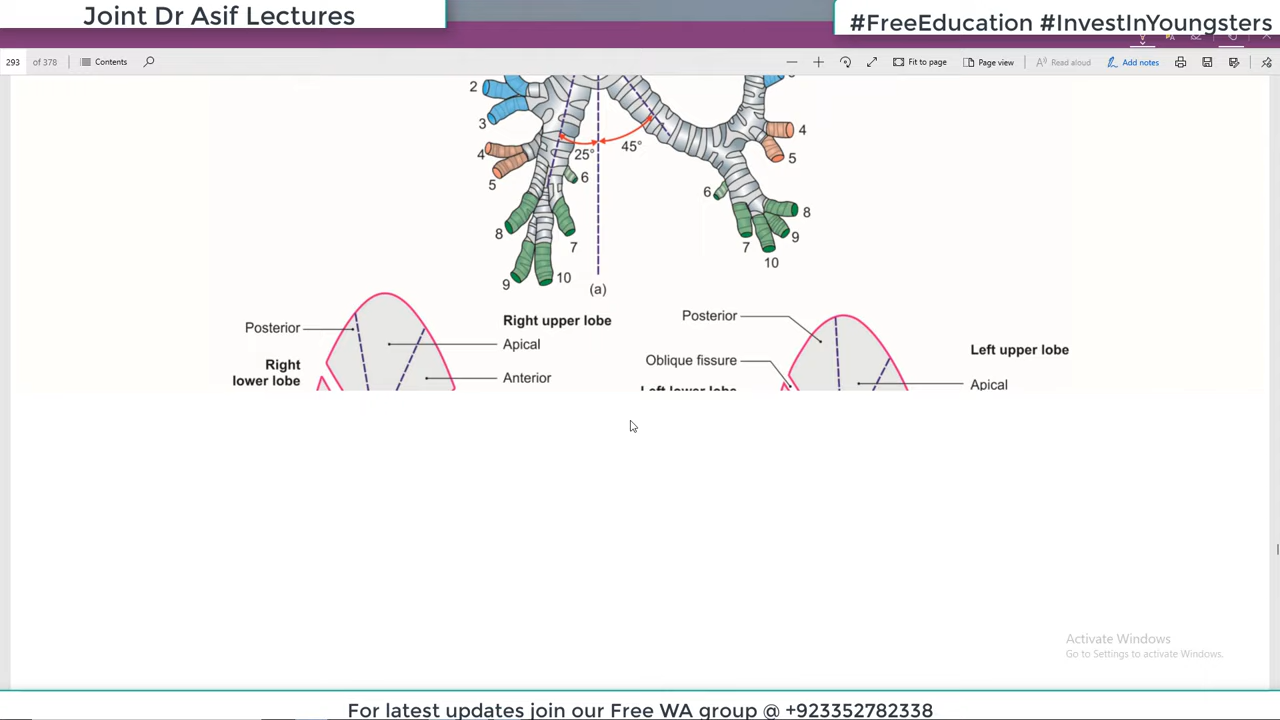 Joint Dr Asif Lectures
#FreeEducation #InvestInYoungsters
293 of 378
Contents
Fit to page
Page view
Read aloud
Add notes
2
3
4
5
4
5
25°
45°
6
6
8
7
8
9
7
10
9
10
(a)
Posterior
Right upper lobe
Apical
Right
lower lobe
Anterior
Posterior
Oblique fissure
Left lower lobe
Left upper lobe
Apical
Activate Windows
Go to Settings to activate Windows.
For latest updates join our Free WA group @ +923352782338